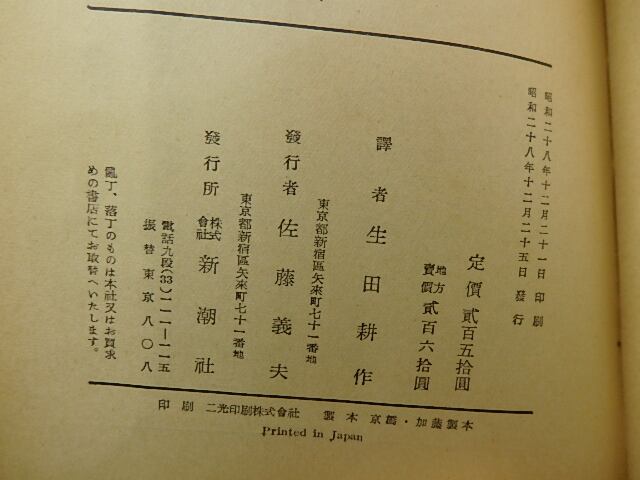 昭和二十八年十二月二十一日 印刷
昭和二十八年十二月二十五日 發行
定價 貳百五拾圓
地方賣價 貳百六拾圓
譯者 生田耕作
東京都新宿區矢來町七十一番地
發行者 佐藤義夫
東京都新宿區矢來町七十一番地
發行所 株式會社 新潮社
電話九段(33)一一一一—一一五
振替東京八〇八
亂丁、落丁のものは本社又はお買求
めの書店にてお取替へいたします。
印刷 二光印刷株式會社 製本 京橋・加藤製本
Printed in Japan